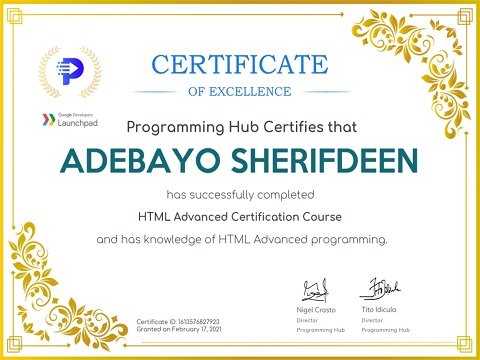 CERTIFICATE
OF EXCELLENCE
Google Developers
Launchpad
Programming Hub Certifies that
ADEBAYO SHERIFDEEN
has successfully completed
HTML Advanced Certification Course
and has knowledge of HTML Advanced programming.
Nigel Crasto
Director
Programming Hub
Tito Idicula
Director
Programming Hub
Certificate ID: 1613576827923
Granted on February 17, 2021